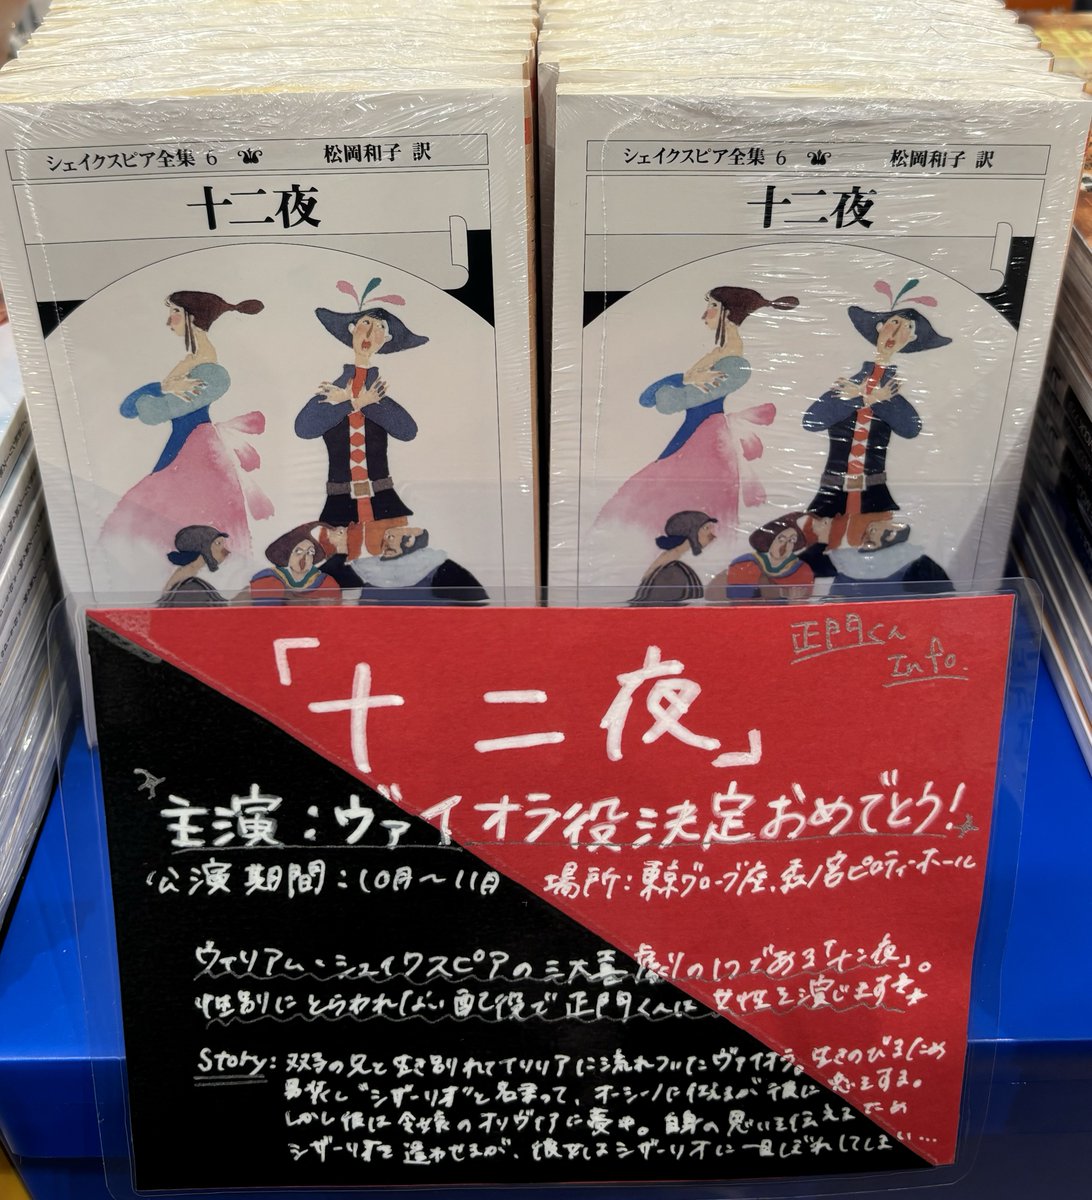 シェイクスピア全集 6 松岡和子 訳
十二夜
シェイクスピア全集 6 松岡和子 訳
十二夜
正門くん
Info.
「十二夜」
主演：ヴァイオラ役決定おめでとう！
公演期間：10月〜11月 場所：東京グローブ座、森ノ宮ピロティホール
ウィリアム・シェイクスピアの三大喜劇の1つである「十二夜」。
性別にとらわれない配役で正門くんは女性を演じます
Story：双子の兄と生き別れてイリリアに流れついたヴァイオラ。生きのびるため
男装し"シザーリオ"と名乗って、オーシーノに仕えるが彼に恋をする。
しかし彼は令嬢のオリヴィアに夢中。自身の思いを伝えるため
シザーリオを遣わせるが、彼女はシザーリオに一目ぼれしてしまい…